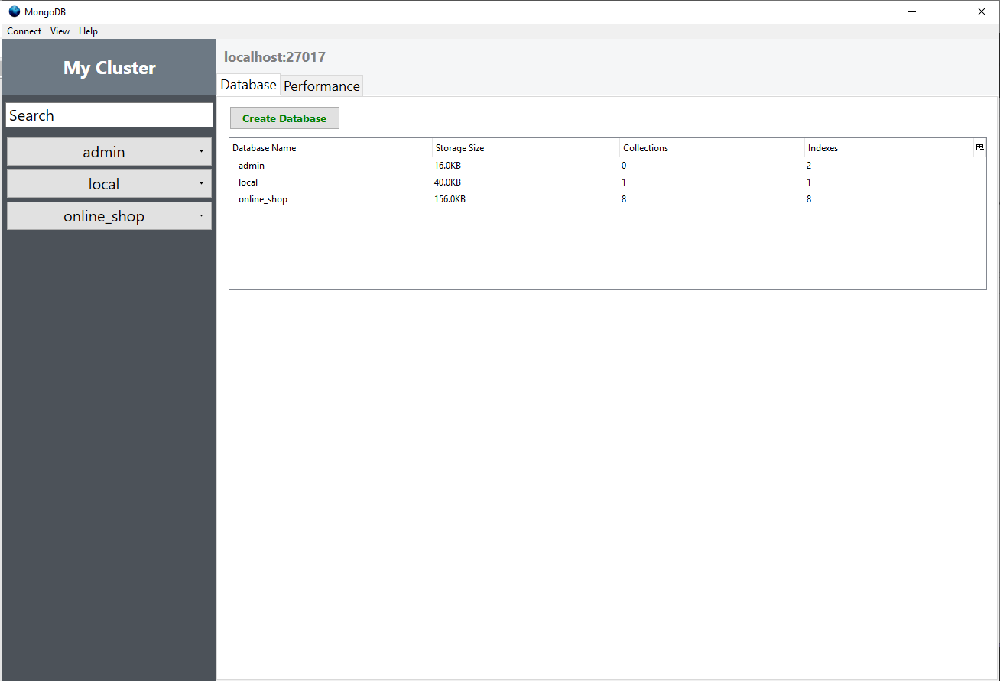 MongoDB
Connect View Help
My Cluster
localhost:27017
Database Performance
Search
Create Database
admin
local
online_shop
Database Name Storage Size Collections Indexes
admin 16.0KB 0 2
local 40.0KB 1 1
online_shop 156.0KB 8 8